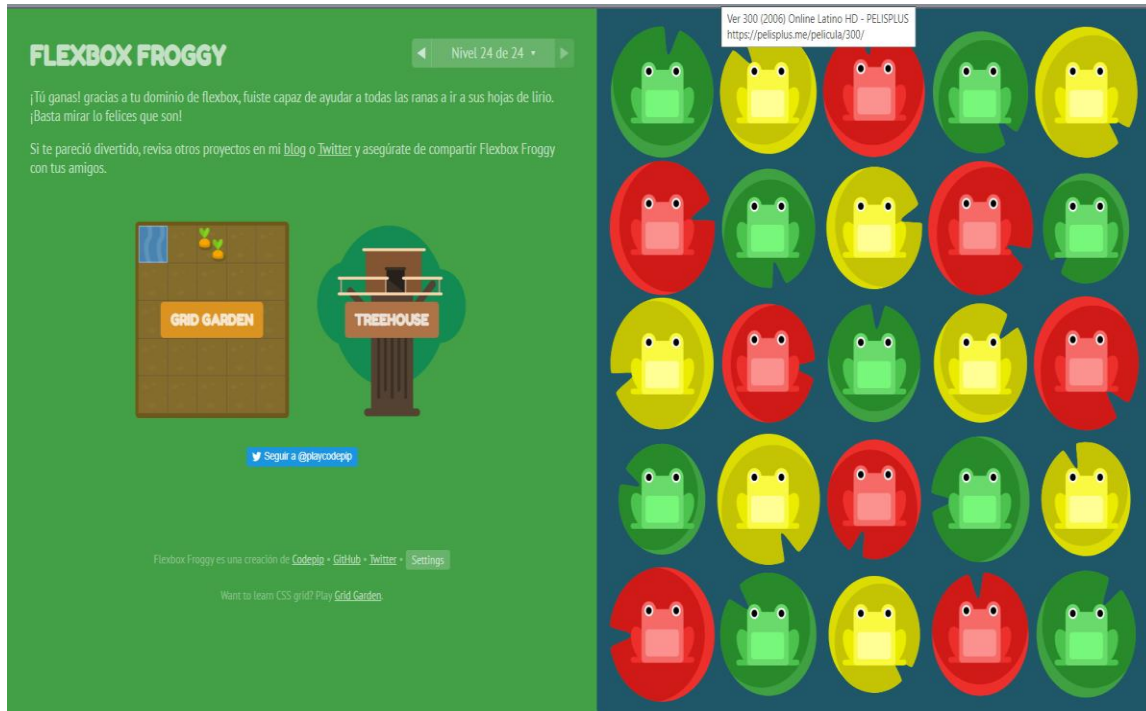 Ver 300 (2006) Online Latino HD - PELISPLUS
https://pelisplus.me/pelicula/300/
FLEXBOX FROGGY
Nivel 24 de 24
¡Tú ganas! gracias a tu dominio de flexbox, fuiste capaz de ayudar a todas las ranas a ir a sus hojas de lirio.
¡Basta mirar lo felices que son!
Si te pareció divertido, revisa otros proyectos en mi blog o Twitter y asegúrate de compartir Flexbox Froggy
con tus amigos.
GRID GARDEN
TREEHOUSE
Seguir a @playcodepip
Flexbox Froggy es una creación de Codepip • GitHub • Twitter • Settings
Want to learn CSS grid? Play Grid Garden.